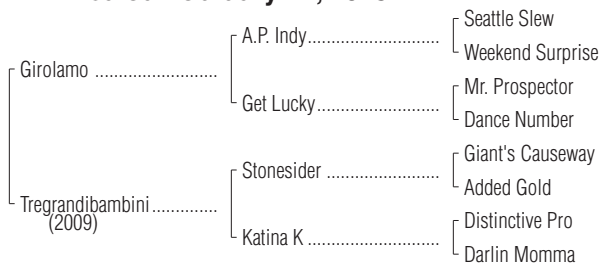 Seattle Slew
A.P. Indy
Weekend Surprise
Girolamo
Mr. Prospector
Get Lucky
Dance Number
Giant's Causeway
Stonesider
Added Gold
Tregrandibambini
(2009)
Distinctive Pro
Katina K
Darlin Momma